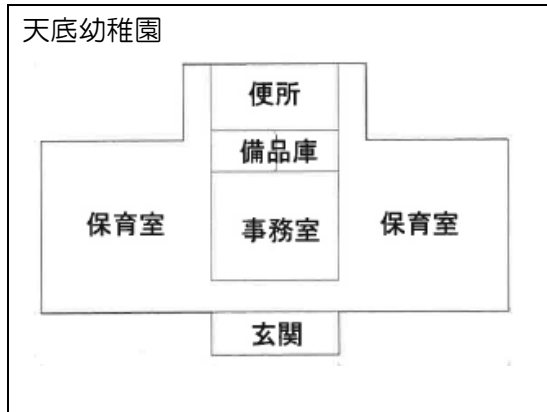 天底幼稚園
便所
備品庫
保育室
事務室
保育室
玄関